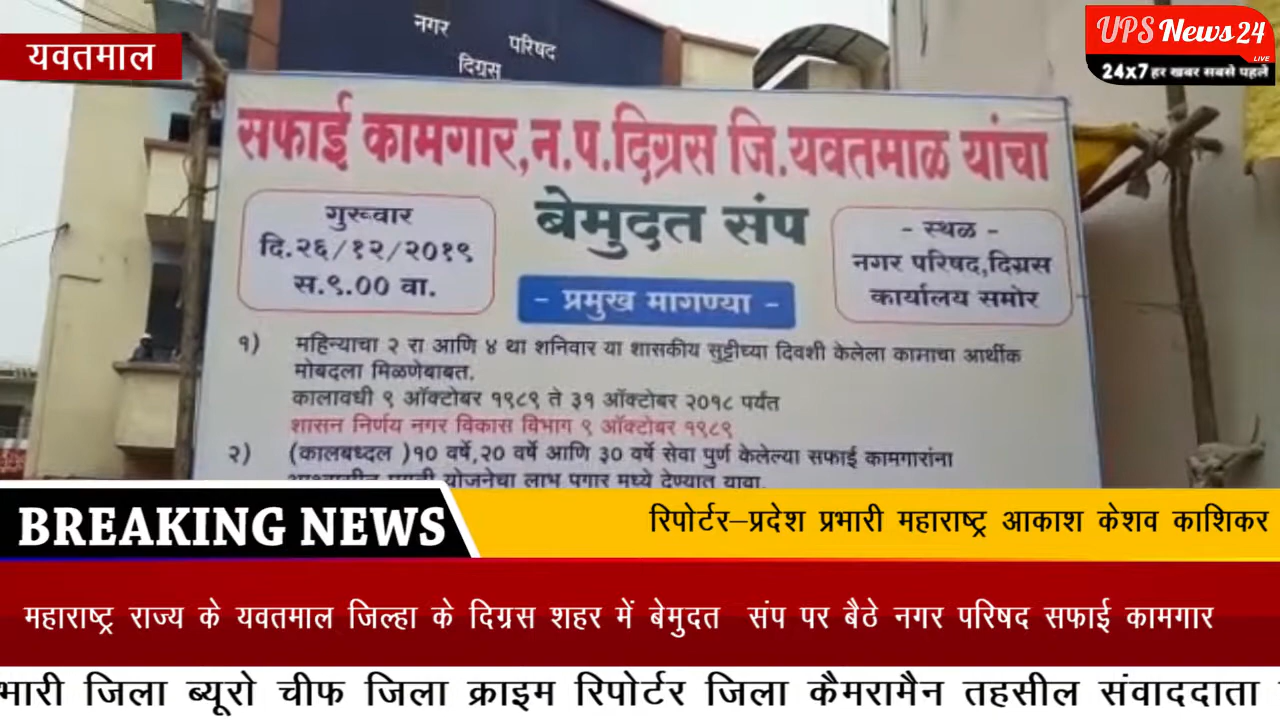 नगर परिषद
दिग्रस
UPS News 24
LIVE
24x7 हर खबर सबसे पहले
यवतमाल
सफाई कामगार,न.प.दिग्रस जि.यवतमाळ यांचा
बेमुदत संप
गुरूवार
दि.२६/१२/२०१९
स.९.00 वा.
- स्थळ -
नगर परिषद,दिग्रस
कार्यालय समोर
- प्रमुख मागण्या -
१) महिन्याचा २ रा आणि ४ था शनिवार या शासकीय सुट्टीच्या दिवशी केलेला कामाचा आर्थीक
मोबदला मिळणेबाबत.
कालावधी ९ ऑक्टोबर १९८९ ते ३१ ऑक्टोबर २०१८ पर्यंत
शासन निर्णय नगर विकास विभाग ९ ऑक्टोबर १९८९
२) (कालबध्दल )१० वर्षे,२० वर्षे आणि ३० वर्षे सेवा पुर्ण केलेल्या सफाई कामगारांना
योजनेचा लाभ पगार मध्ये देण्यात यावा.
BREAKING NEWS
रिपोर्टर–प्रदेश प्रभारी महाराष्ट्र आकाश केशव काशिकर
महाराष्ट्र राज्य के यवतमाल जिल्हा के दिग्रस शहर में बेमुदत संप पर बैठे नगर परिषद सफाई कामगार
भारी जिला ब्यूरो चीफ जिला क्राइम रिपोर्टर जिला कैमरामैन तहसील संवाददाता